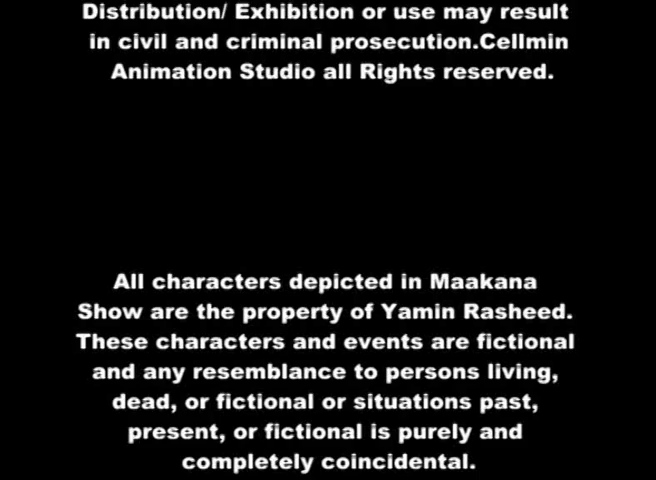 Distribution/ Exhibition or use may result
in civil and criminal prosecution.Cellmin
Animation Studio all Rights reserved.
All characters depicted in Maakana
Show are the property of Yamin Rasheed.
These characters and events are fictional
and any resemblance to persons living,
dead, or fictional or situations past,
present, or fictional is purely and
completely coincidental.